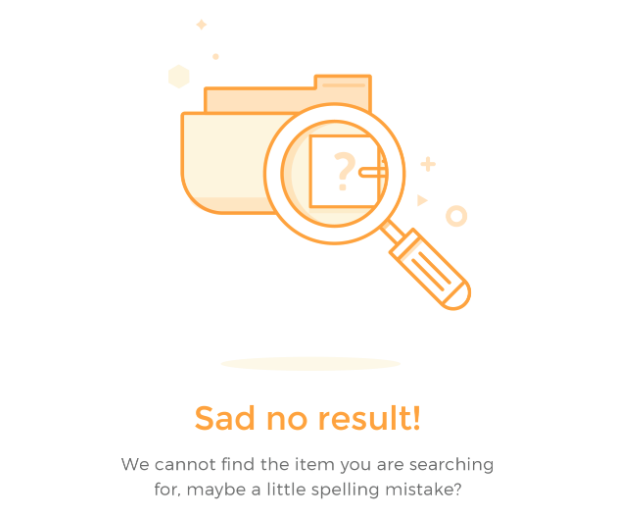 ?
Sad no result!
We cannot find the item you are searching
for, maybe a little spelling mistake?